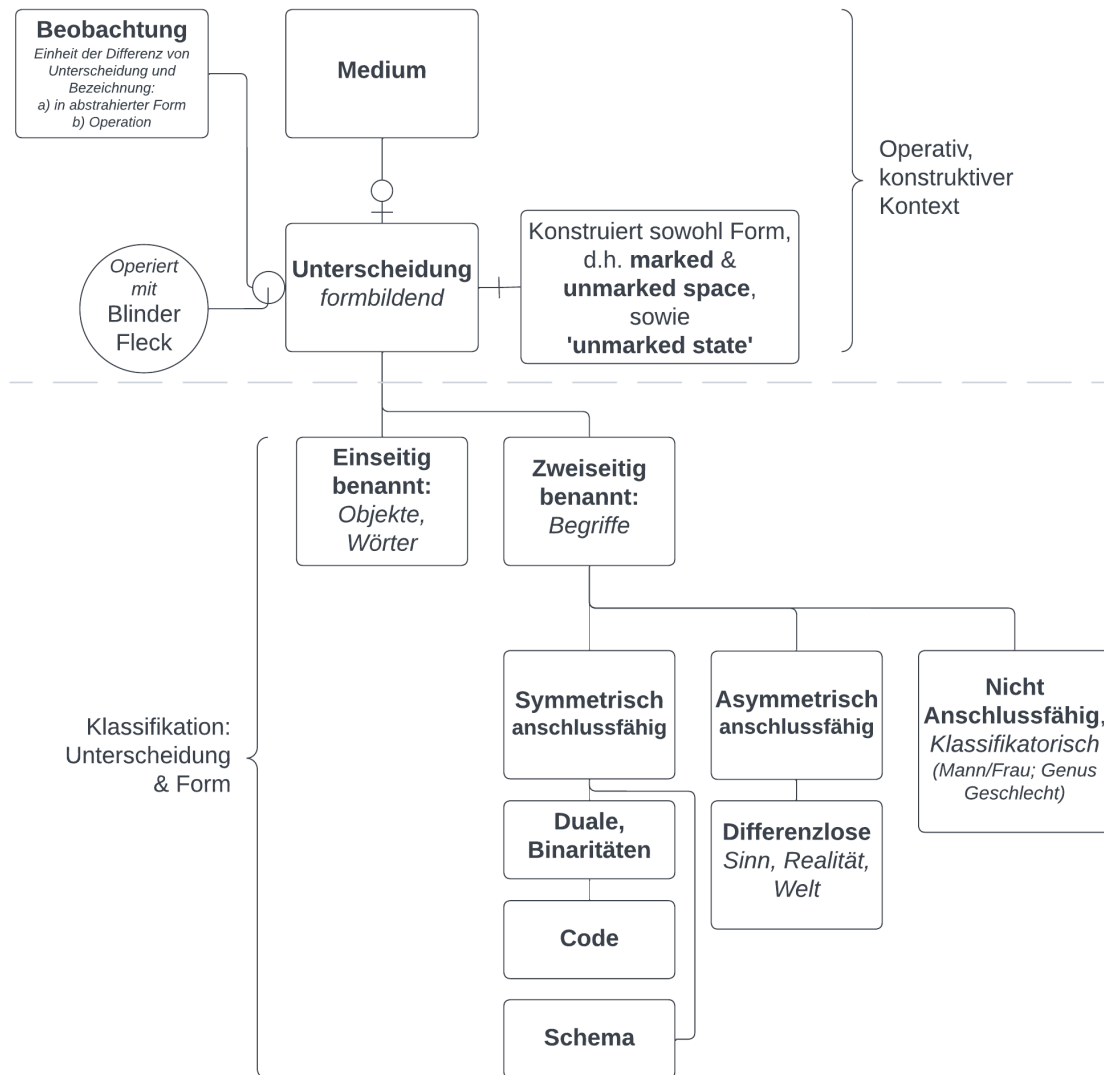 Beobachtung
Einheit der Differenz von
Unterscheidung und
Bezeichnung:
a) in abstrahierter Form
b) Operation
Medium
Operativ,
konstruktiver
Kontext
Operiert
mit
Blinder
Fleck
Unterscheidung
formbildend
Konstruiert sowohl Form,
d.h. marked &
unmarked space,
sowie
'unmarked state'
Einseitig
benannt:
Objekte,
Wörter
Zweiseitig
benannt:
Begriffe
Klassifikation:
Unterscheidung
& Form
Symmetrisch
anschlussfähig
Asymmetrisch
anschlussfähig
Nicht
Anschlussfähig,
Klassifikatorisch
(Mann/Frau; Genus
Geschlecht)
Duale,
Binaritäten
Differenzlose
Sinn, Realität,
Welt
Code
Schema